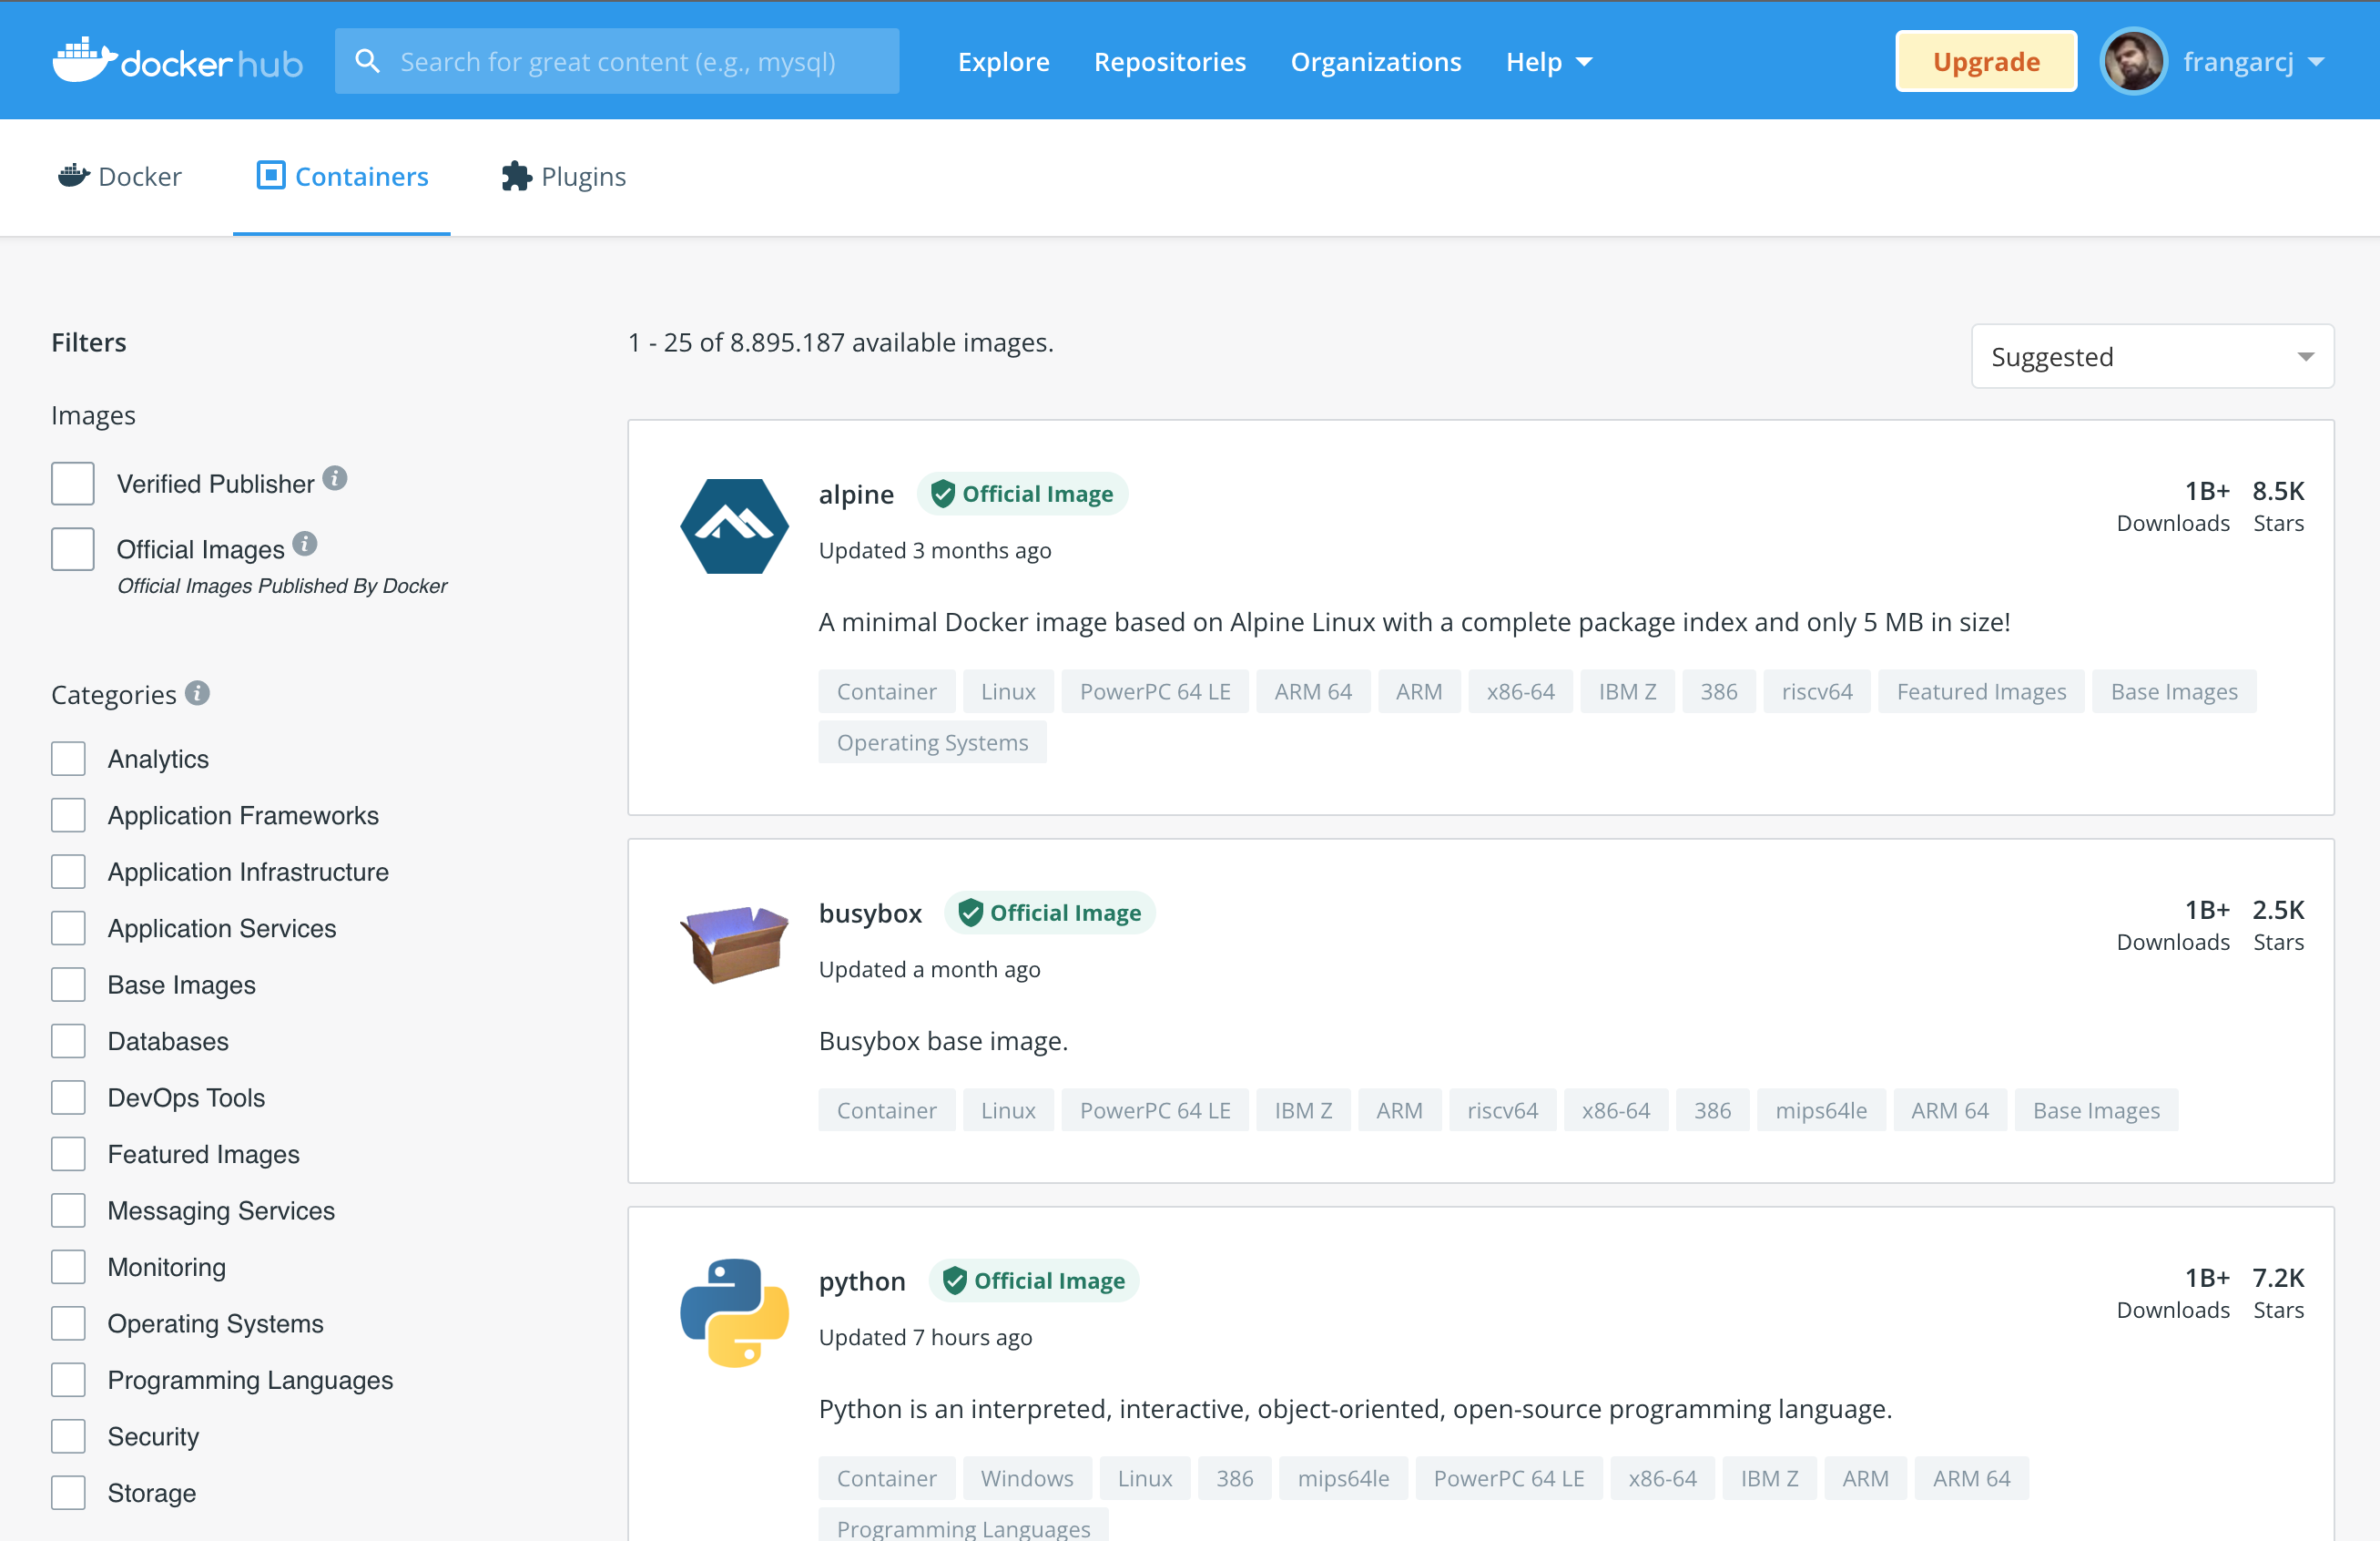 dockerhub Search for great content (e.g., mysql) Explore Repositories Organizations Help Upgrade frangarcj
Docker Containers Plugins
Filters
Images
Verified Publisher
Official Images
Official Images Published By Docker
Categories
Analytics
Application Frameworks
Application Infrastructure
Application Services
Base Images
Databases
DevOps Tools
Featured Images
Messaging Services
Monitoring
Operating Systems
Programming Languages
Security
Storage
1 - 25 of 8.895.187 available images.
Suggested
alpine Official Image
Updated 3 months ago
1B+ 8.5K
Downloads Stars
A minimal Docker image based on Alpine Linux with a complete package index and only 5 MB in size!
Container Linux PowerPC 64 LE ARM 64 ARM x86-64 IBM Z 386 riscv64 Featured Images Base Images
Operating Systems
busybox Official Image
Updated a month ago
1B+ 2.5K
Downloads Stars
Busybox base image.
Container Linux PowerPC 64 LE IBM Z ARM riscv64 x86-64 386 mips64le ARM 64 Base Images
python Official Image
Updated 7 hours ago
1B+ 7.2K
Downloads Stars
Python is an interpreted, interactive, object-oriented, open-source programming language.
Container Windows Linux 386 mips64le PowerPC 64 LE x86-64 IBM Z ARM ARM 64
Programming Languages